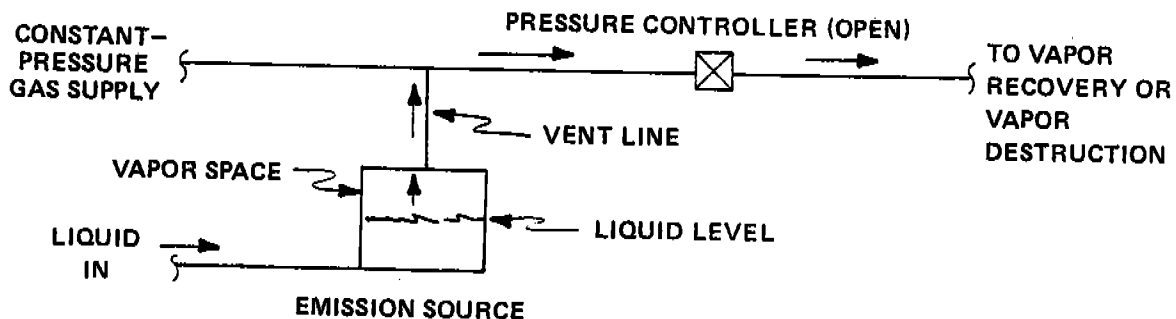 CONSTANT–
PRESSURE
GAS SUPPLY
PRESSURE CONTROLLER (OPEN)
TO VAPOR
RECOVERY OR
VAPOR
DESTRUCTION
VENT LINE
VAPOR SPACE
LIQUID LEVEL
LIQUID
IN
EMISSION SOURCE